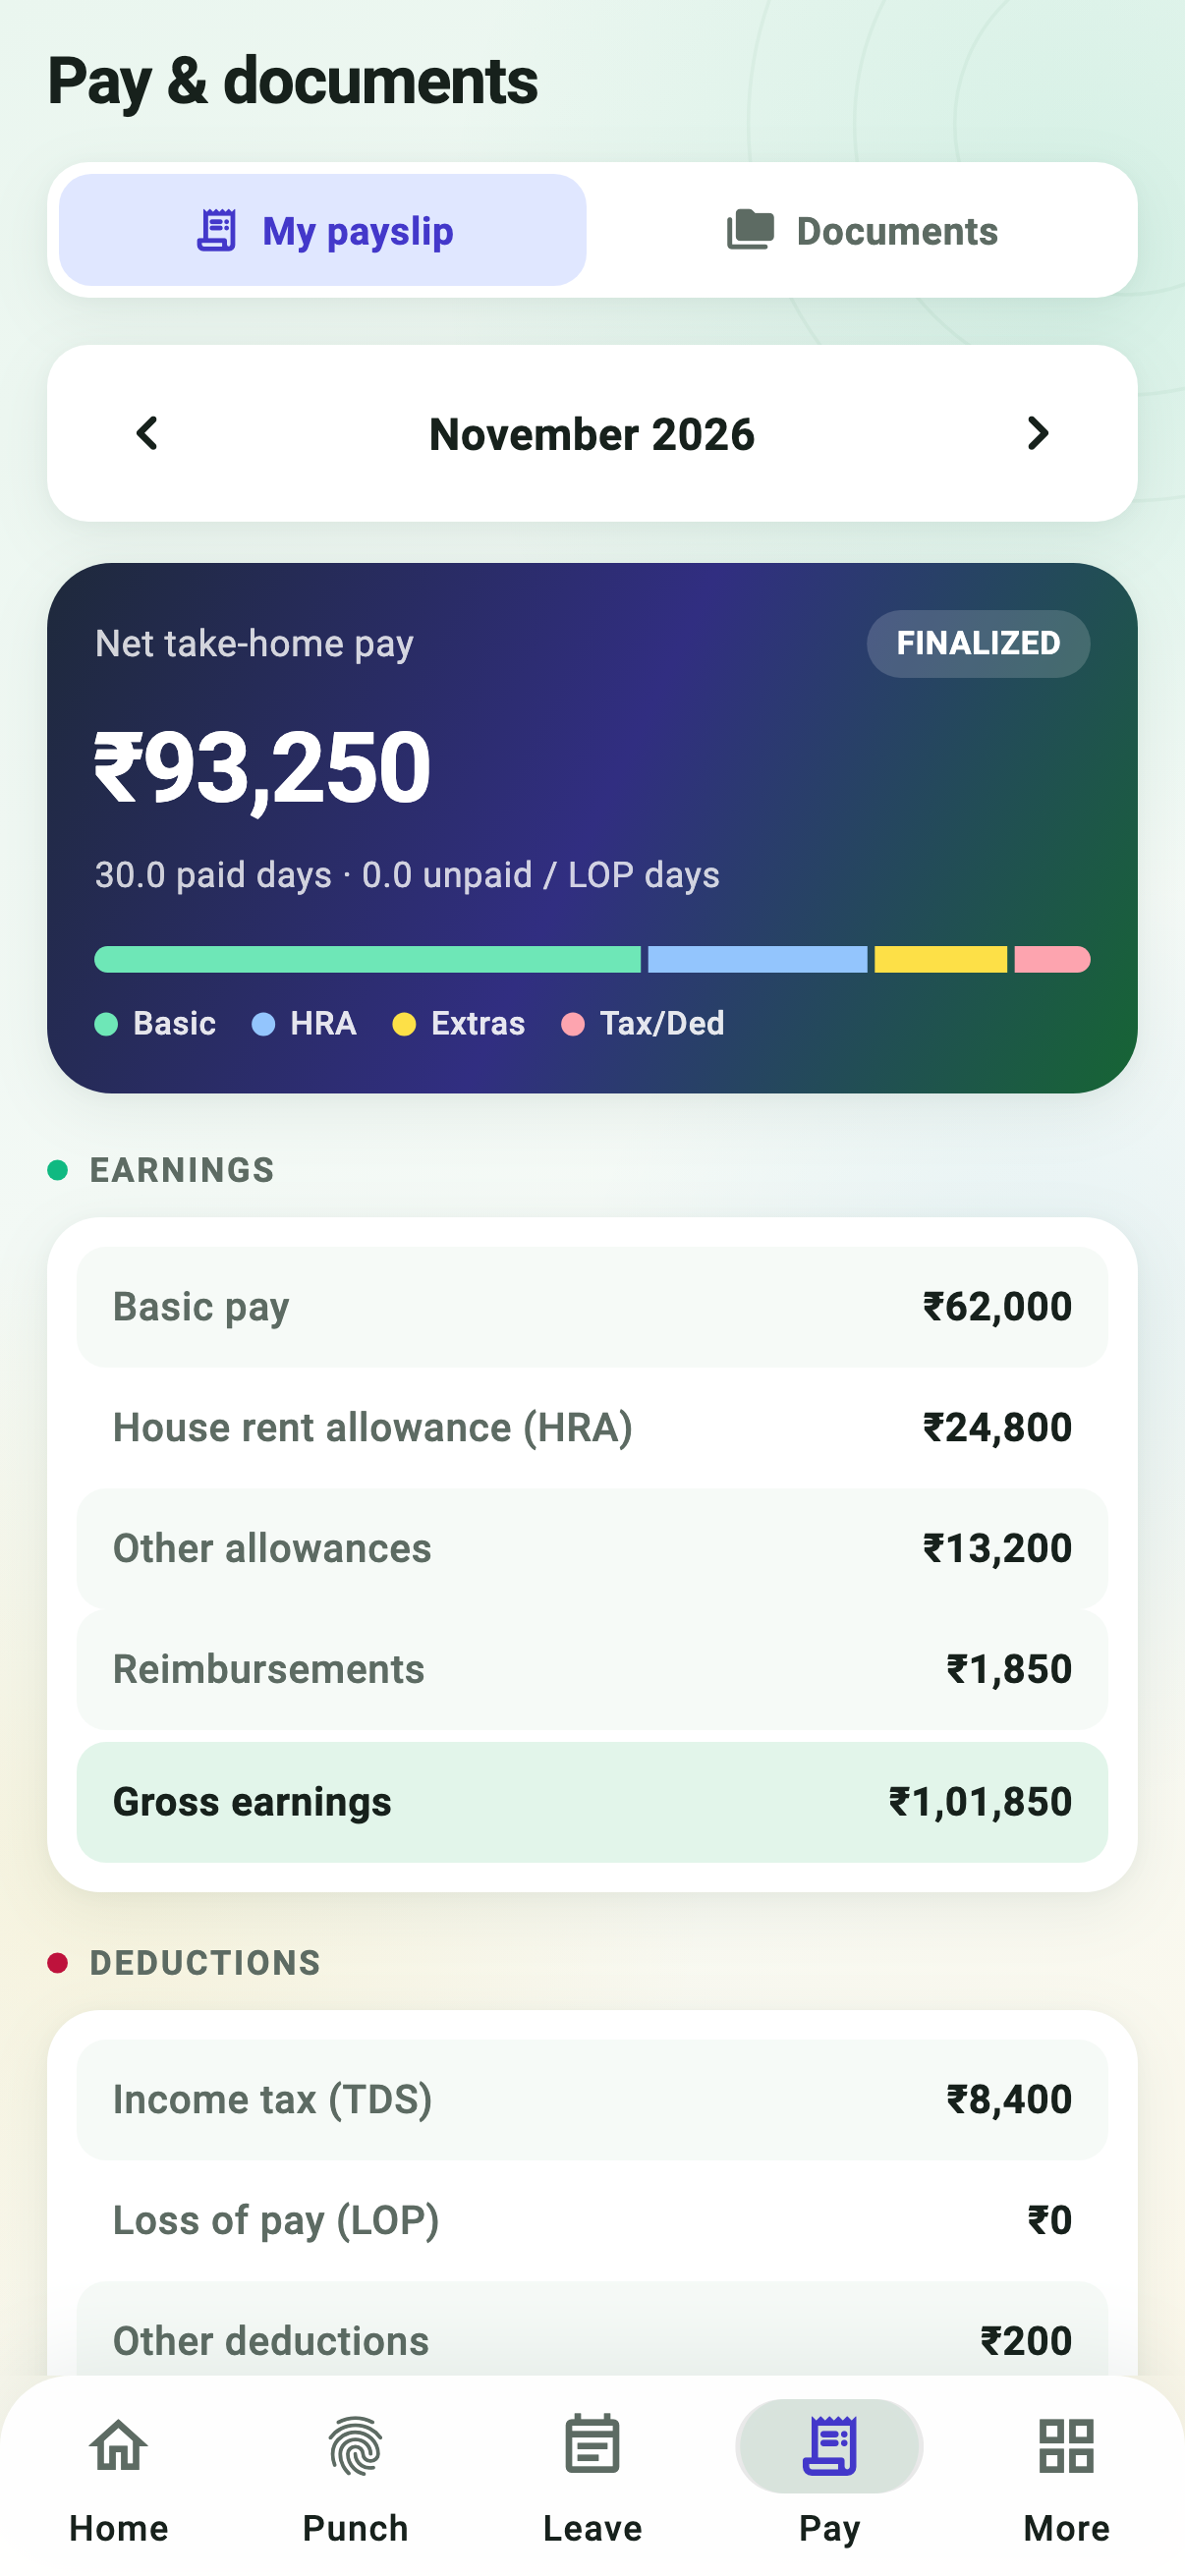 Pay & documents
My payslip
Documents
November 2026
Net take-home pay
FINALIZED
₹93,250
30.0 paid days · 0.0 unpaid / LOP days
Basic
HRA
Extras
Tax/Ded
EARNINGS
Basic pay ₹62,000
House rent allowance (HRA) ₹24,800
Other allowances ₹13,200
Reimbursements ₹1,850
Gross earnings ₹1,01,850
DEDUCTIONS
Income tax (TDS) ₹8,400
Loss of pay (LOP) ₹0
Other deductions ₹200
Home
Punch
Leave
Pay
More